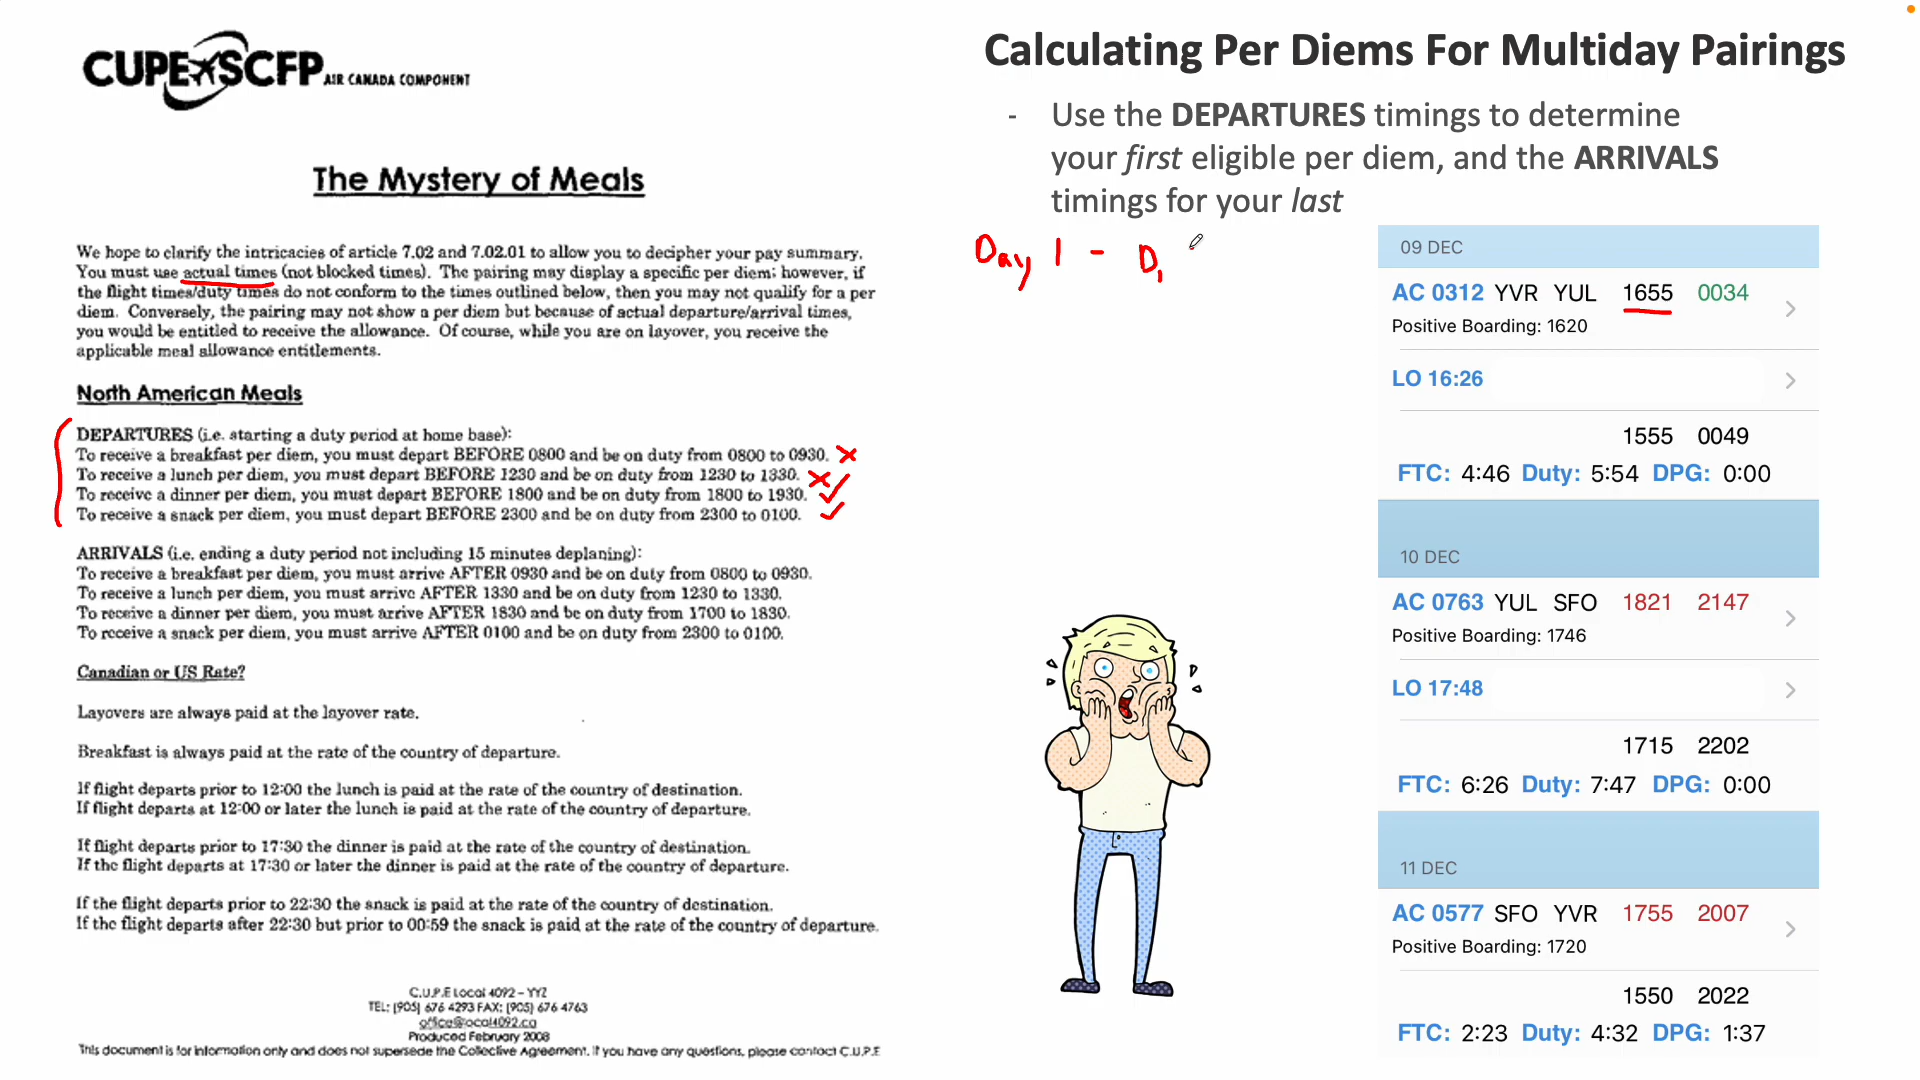 CUPE SCFP AIR CANADA COMPONENT
The Mystery of Meals
We hope to clarify the intricacies of article 7.02 and 7.02.01 to allow you to decipher your pay summary.
You must use actual times (not blocked times). The pairing may display a specific per diem; however, if
the flight times/duty times do not conform to the times outlined below, then you may not qualify for a per
diem. Conversely, the pairing may not show a per diem but because of actual departure/arrival times,
you would be entitled to receive the allowance. Of course, while you are on layover, you receive the
applicable meal allowance entitlements.
North American Meals
DEPARTURES (i.e. starting a duty period at home base):
To receive a breakfast per diem, you must depart BEFORE 0800 and be on duty from 0800 to 0930.
To receive a lunch per diem, you must depart BEFORE 1230 and be on duty from 1230 to 1330.
To receive a dinner per diem, you must depart BEFORE 1800 and be on duty from 1800 to 1930.
To receive a snack per diem, you must depart BEFORE 2300 and be on duty from 2300 to 0100.
ARRIVALS (i.e. ending a duty period not including 15 minutes deplaning):
To receive a breakfast per diem, you must arrive AFTER 0930 and be on duty from 0800 to 0930.
To receive a lunch per diem, you must arrive AFTER 1330 and be on duty from 1230 to 1330.
To receive a dinner per diem, you must arrive AFTER 1830 and be on duty from 1700 to 1830.
To receive a snack per diem, you must arrive AFTER 0100 and be on duty from 2300 to 0100.
Canadian or US Rate?
Layovers are always paid at the layover rate.
Breakfast is always paid at the rate of the country of departure.
If flight departs prior to 12:00 the lunch is paid at the rate of the country of destination.
If flight departs at 12:00 or later the lunch is paid at the rate of the country of departure.
If flight departs prior to 17:30 the dinner is paid at the rate of the country of destination.
If the flight departs at 17:30 or later the dinner is paid at the rate of the country of departure.
If the flight departs prior to 22:30 the snack is paid at the rate of the country of destination.
If the flight departs after 22:30 but prior to 00:59 the snack is paid at the rate of the country of departure.
C.U.P.E Local 4092 – YYZ
TEL: (905) 676 4293 FAX: (905) 676 4763
office@local4092.ca
Produced February 2008
This document is for information only and does not supersede the Collective Agreement. If you have any questions, please contact C.U.P.E
Calculating Per Diems For Multiday Pairings
- Use the DEPARTURES timings to determine
your first eligible per diem, and the ARRIVALS
timings for your last
Day 1 - D,
09 DEC
AC 0312 YVR YUL 1655 0034
Positive Boarding: 1620
LO 16:26
1555 0049
FTC: 4:46 Duty: 5:54 DPG: 0:00
10 DEC
AC 0763 YUL SFO 1821 2147
Positive Boarding: 1746
LO 17:48
1715 2202
FTC: 6:26 Duty: 7:47 DPG: 0:00
11 DEC
AC 0577 SFO YVR 1755 2007
Positive Boarding: 1720
1550 2022
FTC: 2:23 Duty: 4:32 DPG: 1:37